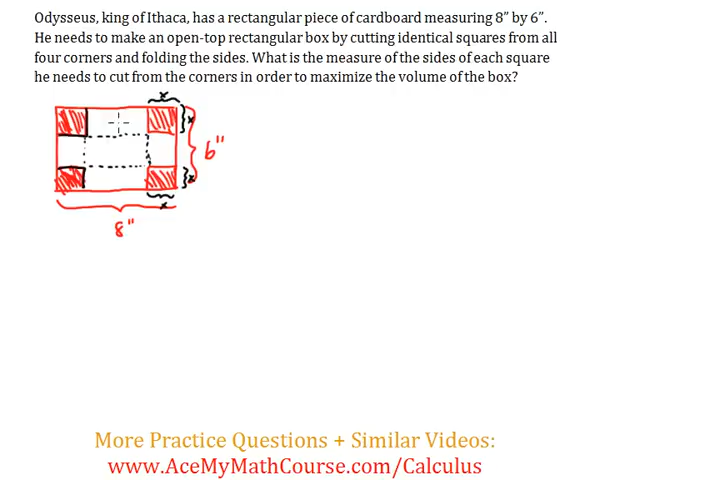 Odysseus, king of Ithaca, has a rectangular piece of cardboard measuring 8” by 6”.
He needs to make an open-top rectangular box by cutting identical squares from all
four corners and folding the sides. What is the measure of the sides of each square
he needs to cut from the corners in order to maximize the volume of the box?
x
x
6"
x
x
8"
More Practice Questions + Similar Videos:
www.AceMyMathCourse.com/Calculus